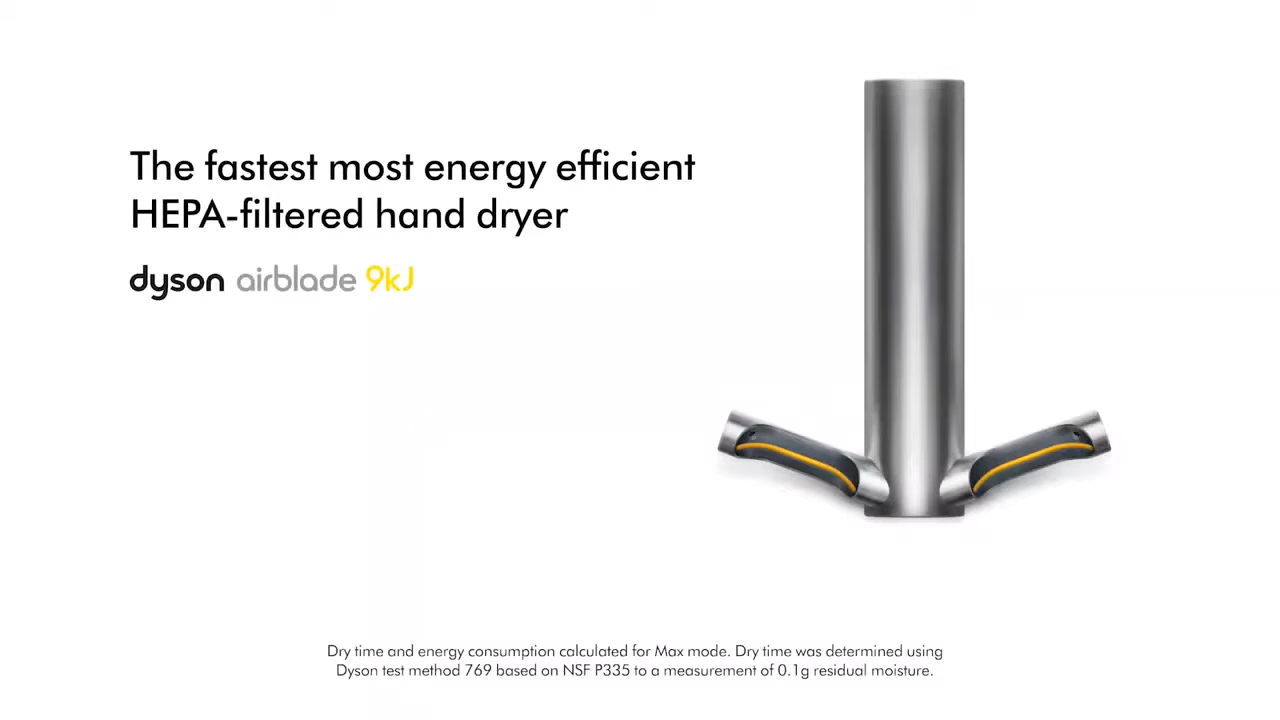 The fastest most energy efficient
HEPA-filtered hand dryer
dyson airblade 9kJ
Dry time and energy consumption calculated for Max mode. Dry time was determined using
Dyson test method 769 based on NSF P335 to a measurement of 0.1g residual moisture.